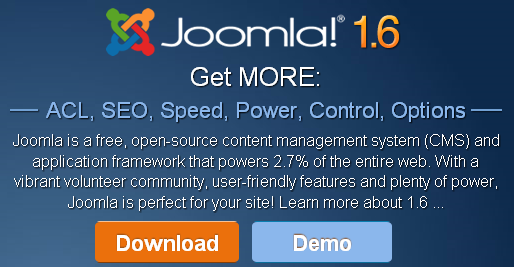 Joomla!® 1.6
Get MORE:
ACL, SEO, Speed, Power, Control, Options
Joomla is a free, open-source content management system (CMS) and
application framework that powers 2.7% of the entire web. With a
vibrant volunteer community, user-friendly features and plenty of power,
Joomla is perfect for your site! Learn more about 1.6 ...
Download Demo